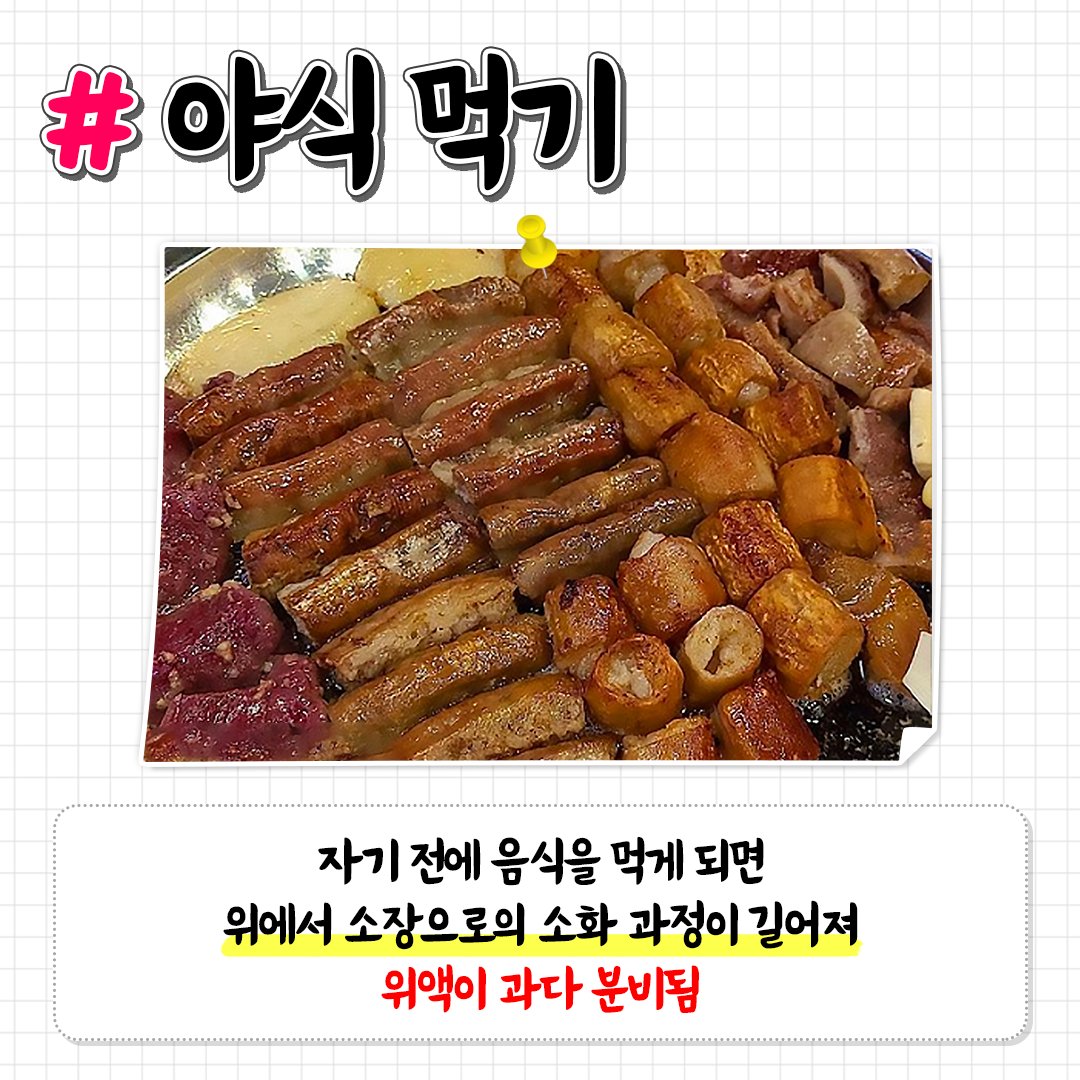 # 야식 먹기
자기 전에 음식을 먹게 되면
위에서 소장으로의 소화 과정이 길어져
위액이 과다 분비됨